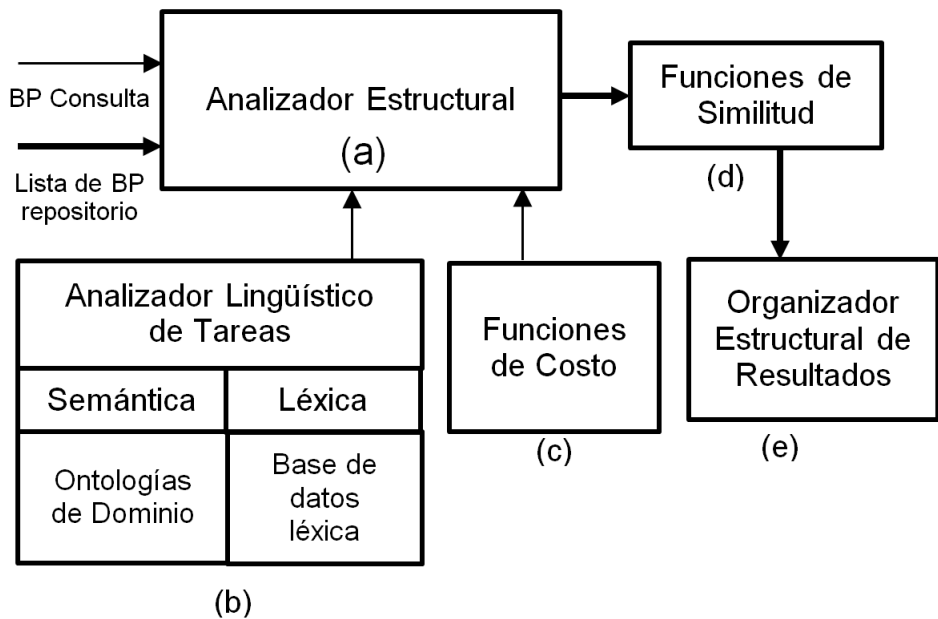 BP Consulta
Lista de BP
repositorio
Analizador Estructural
(a)
Funciones de
Similitud
(d)
Analizador Lingüístico
de Tareas
Semántica
Léxica
Ontologías
de Dominio
Base de
datos
léxica
(b)
Funciones
de Costo
(c)
Organizador
Estructural de
Resultados
(e)